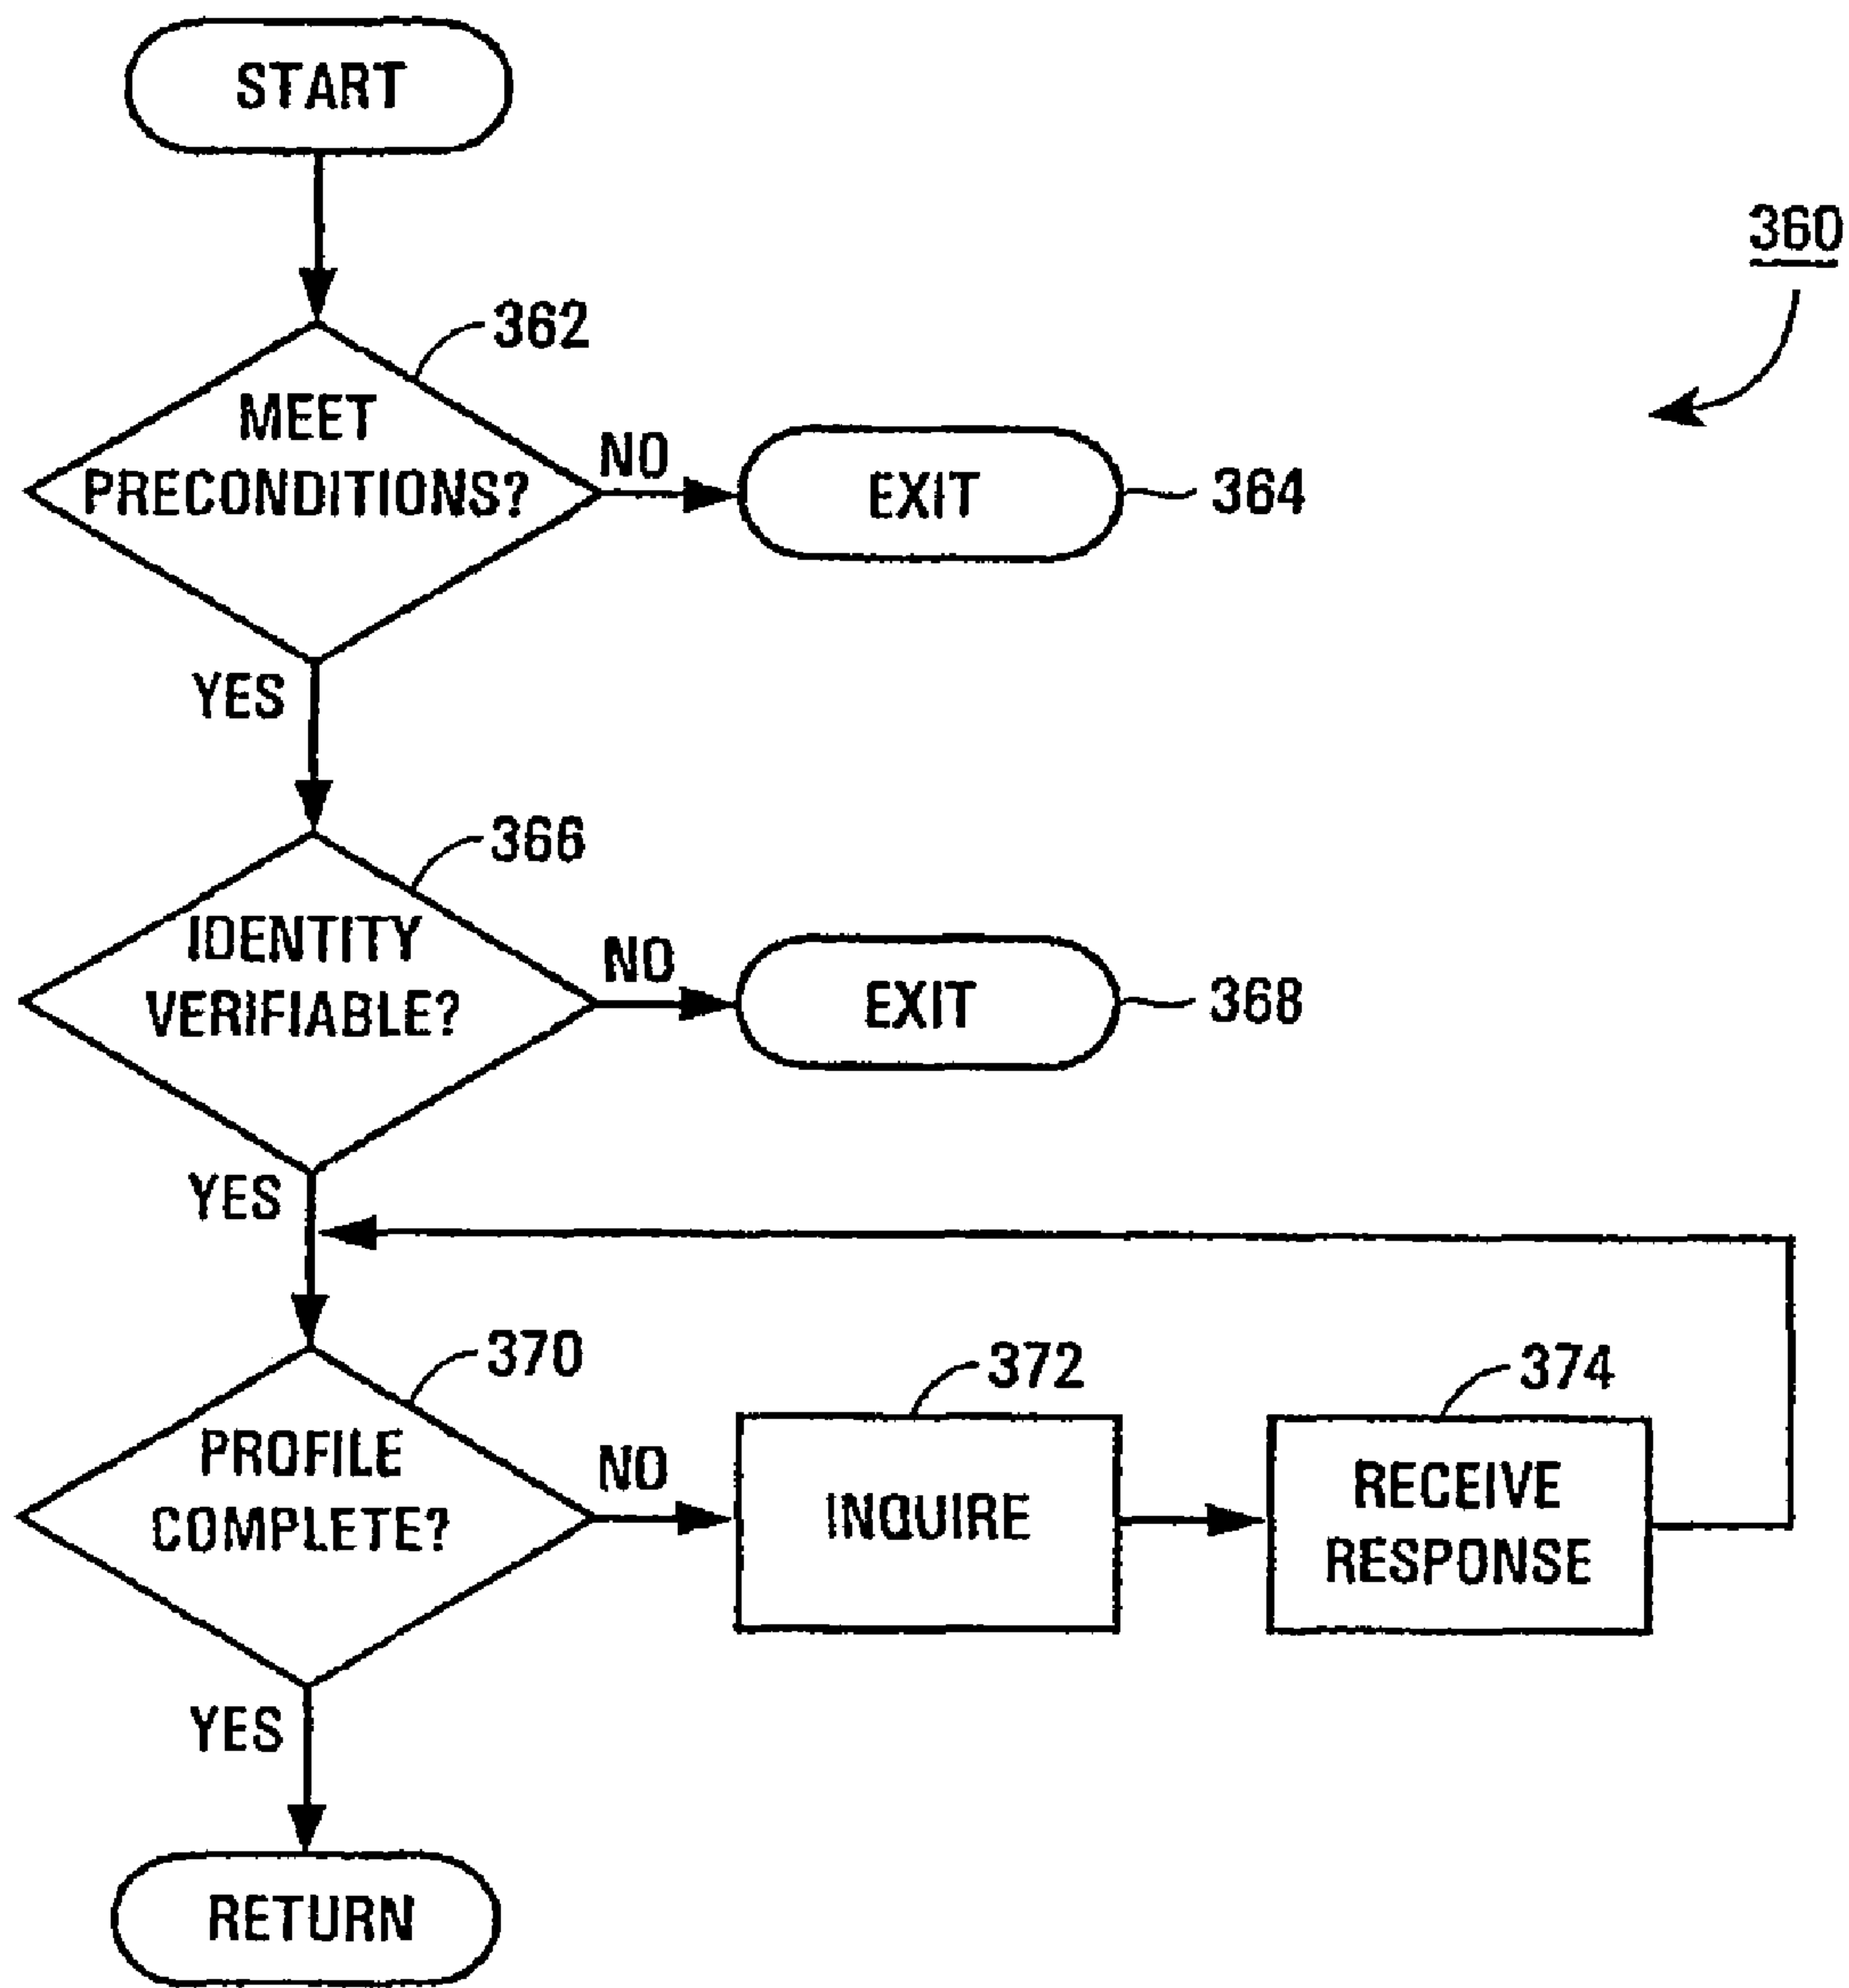 START
360
362
MEET
PRECONDITIONS?
NO
EXIT
364
YES
366
IDENTITY
VERIFIABLE?
NO
EXIT
368
YES
370
PROFILE
COMPLETE?
NO
372
INQUIRE
374
RECEIVE
RESPONSE
YES
RETURN